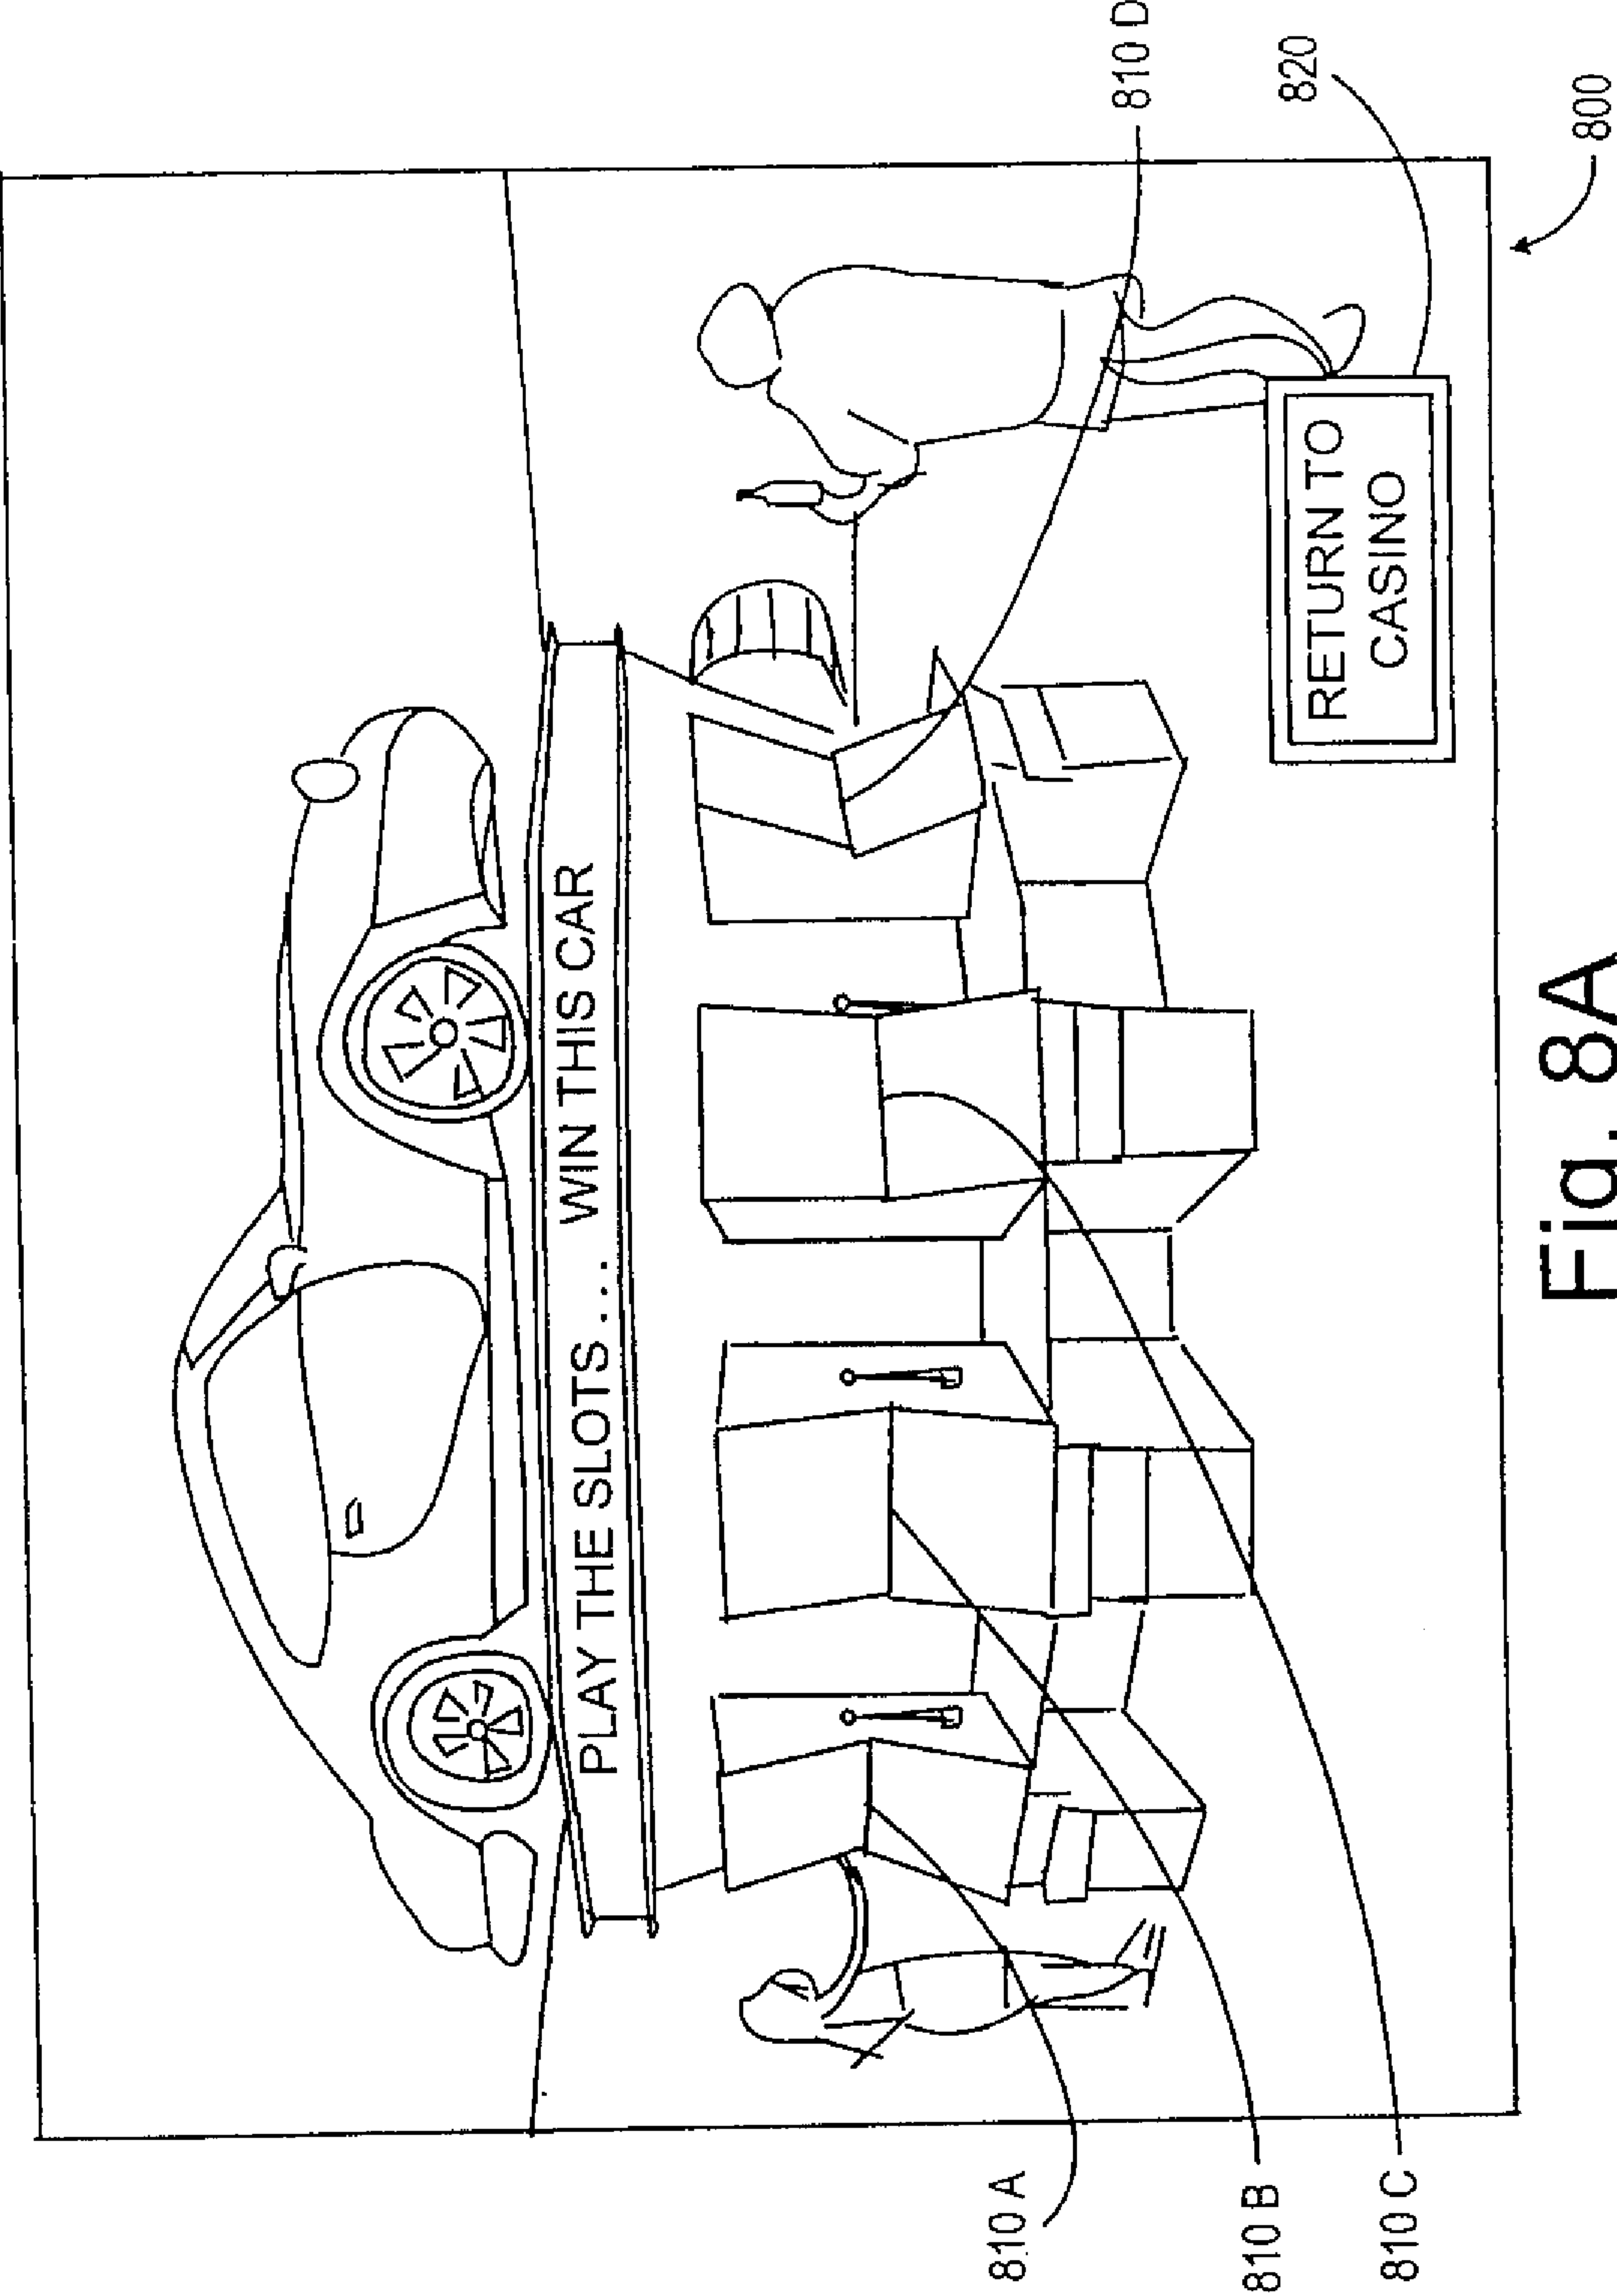 PLAY THE SLOTS... WIN THIS CAR
810 D
820
800
RETURN TO
CASINO
810 A
810 B
810 C
Fig. 8A